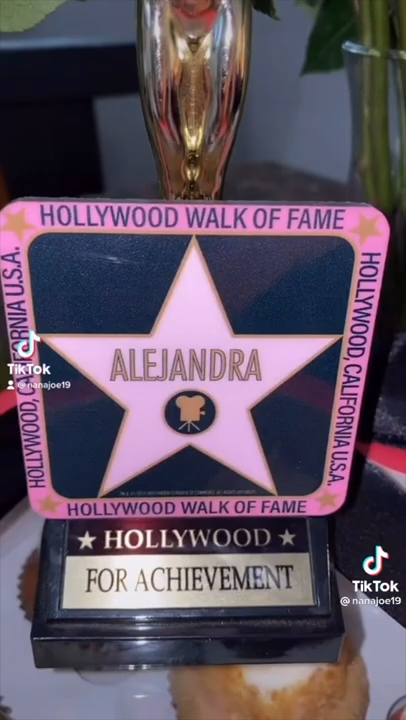 HOLLYWOOD WALK OF FAME
HOLLYWOOD, CALIFORNIA U.S.A.
HOLLYWOOD, CALIFORNIA U.S.A.
ALEJANDRA
TikTok
@nanajoe19
HOLLYWOOD WALK OF FAME
HOLLYWOOD
FOR ACHIEVEMENT
TikTok
@nanajoe19